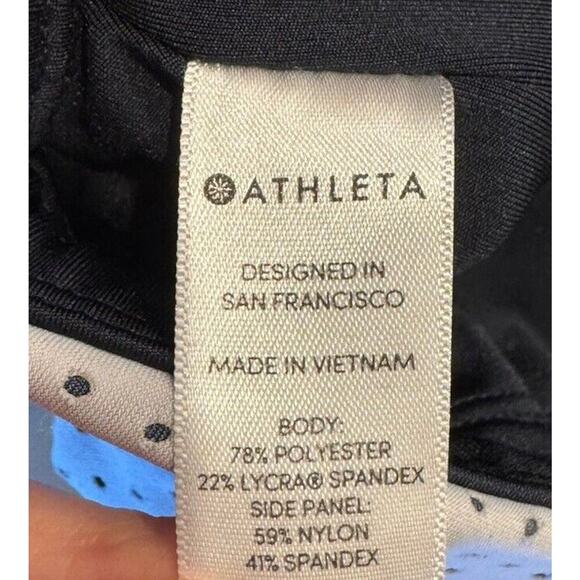 ATHLETA
DESIGNED IN
SAN FRANCISCO
MADE IN VIETNAM
BODY:
78% POLYESTER
22% LYCRA® SPANDEX
SIDE PANEL:
59% NYLON
41% SPANDEX